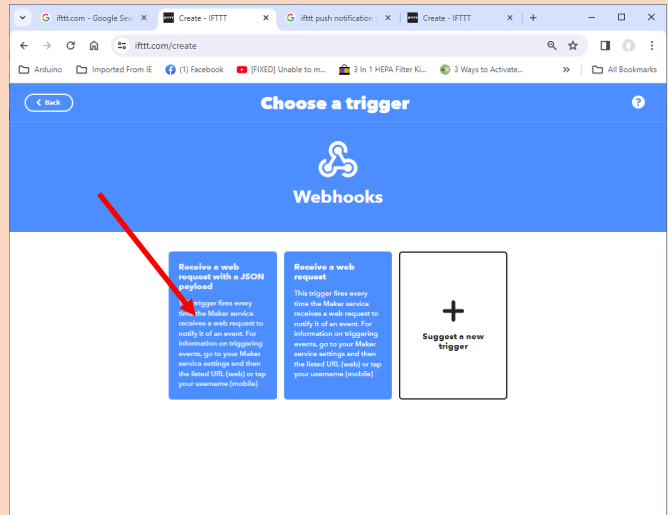 ifttt.com - Google Sea
Create - IFTTT
ifttt push notification
Create - IFTTT
ifttt.com/create
Arduino
Imported From IE
(1) Facebook
[FIXED] Unable to m...
3 In 1 HEPA Filter Ki...
3 Ways to Activate...
»
All Bookmarks
Back
Choose a trigger
?
Webhooks
Receive a web
request with a JSON
payload
trigger fires every
time the Maker service
receives a web request to
notify it of an event. For
information on triggering
events, go to your Maker
service settings and then
the listed URL (web) or tap
your username (mobile)
Receive a web
request
This trigger fires every
time the Maker service
receives a web request to
notify it of an event. For
information on triggering
events, go to your Maker
service settings and then
the listed URL (web) or tap
your username (mobile)
Suggest a new
trigger